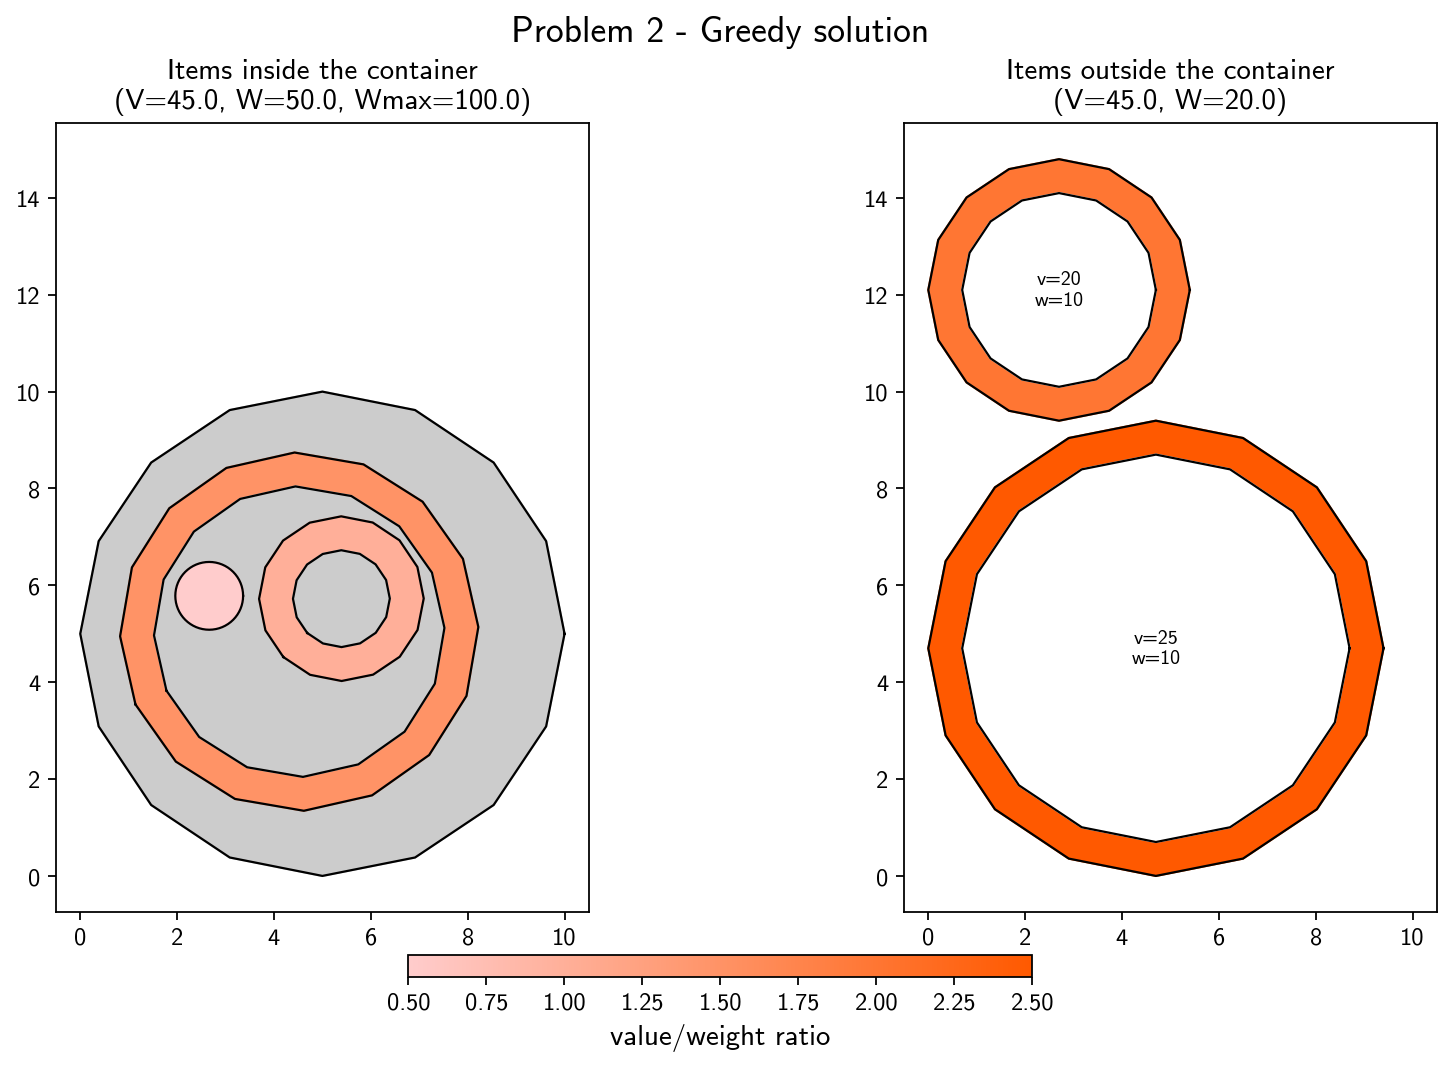 Problem 2 - Greedy solution
Items inside the container
(V=45.0, W=50.0, Wmax=100.0)
14
12
10
8
6
4
2
0
0 2 4 6 8 10
Items outside the container
(V=45.0, W=20.0)
14
12
10
8
6
4
2
0
v=20
w=10
v=25
w=10
0 2 4 6 8 10
0.50 0.75 1.00 1.25 1.50 1.75 2.00 2.25 2.50
value/weight ratio